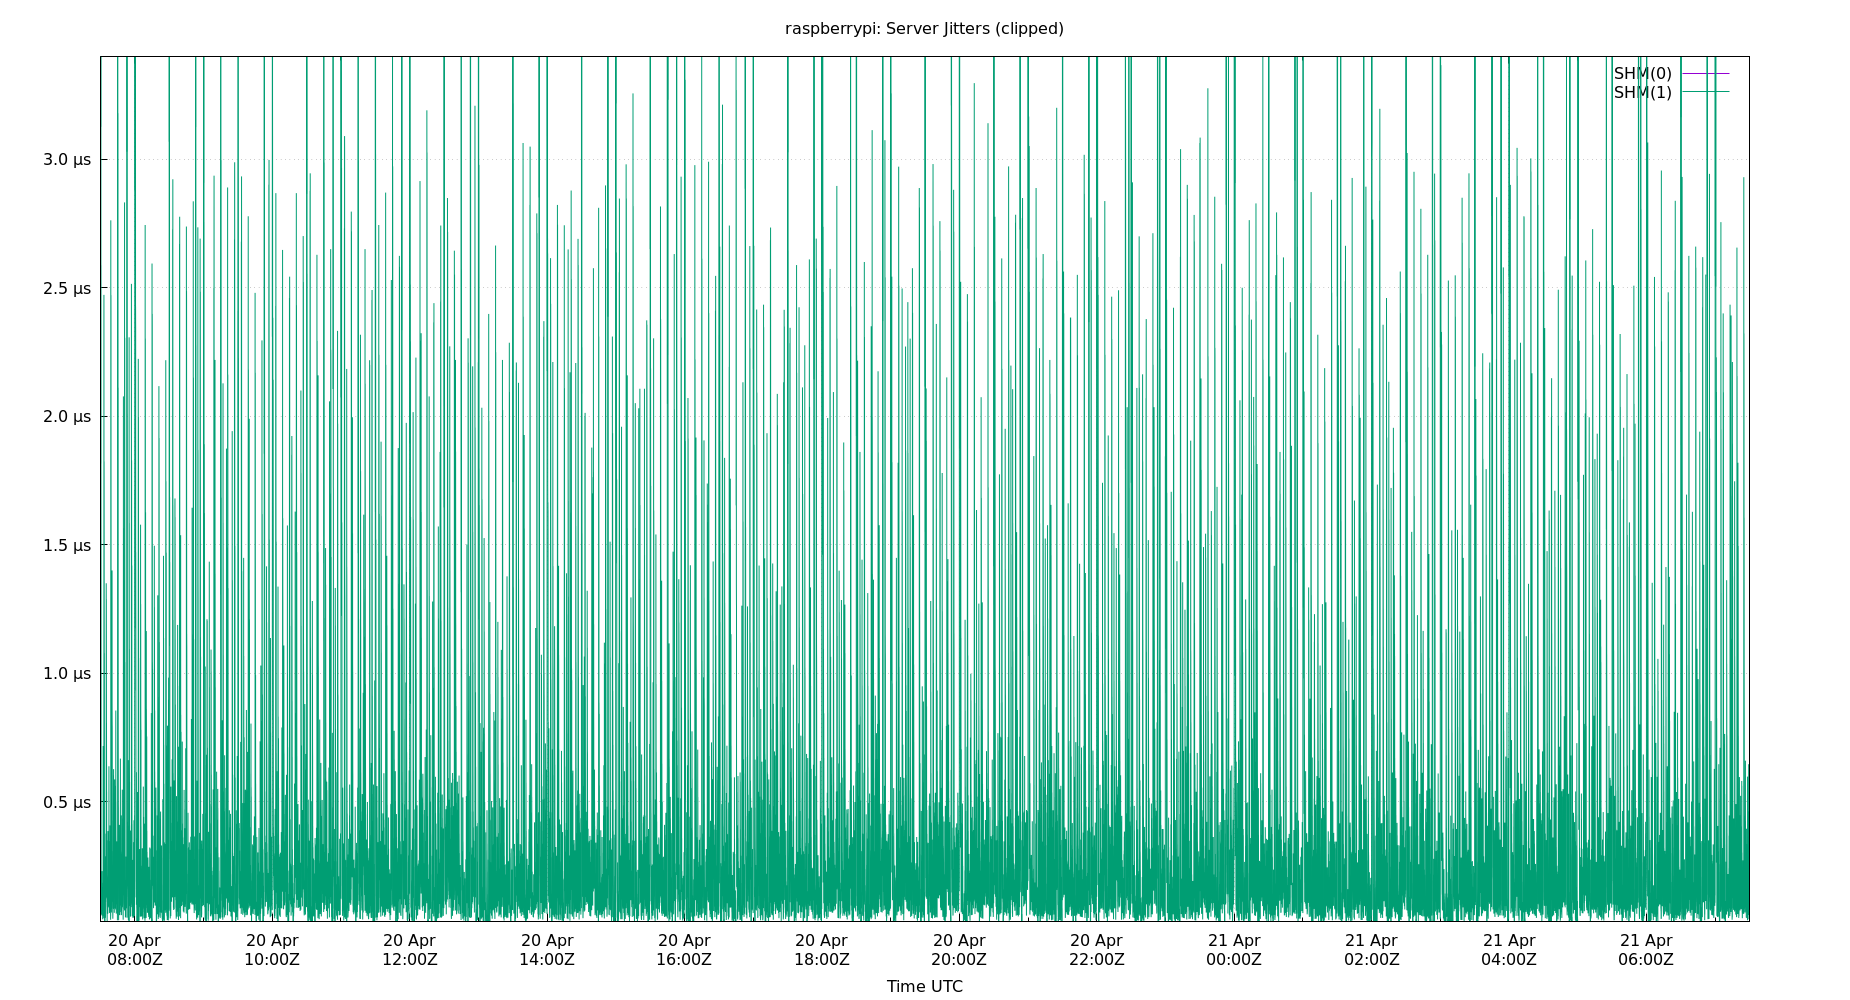 raspberrypi: Server Jitters (clipped)
SHM(0)
SHM(1)
3.0 μs
2.5 μs
2.0 μs
1.5 μs
1.0 μs
0.5 μs
20 Apr 20 Apr 20 Apr 20 Apr 20 Apr 20 Apr 20 Apr 20 Apr 21 Apr 21 Apr 21 Apr 21 Apr
08:00Z 10:00Z 12:00Z 14:00Z 16:00Z 18:00Z 20:00Z 22:00Z 00:00Z 02:00Z 04:00Z 06:00Z
Time UTC